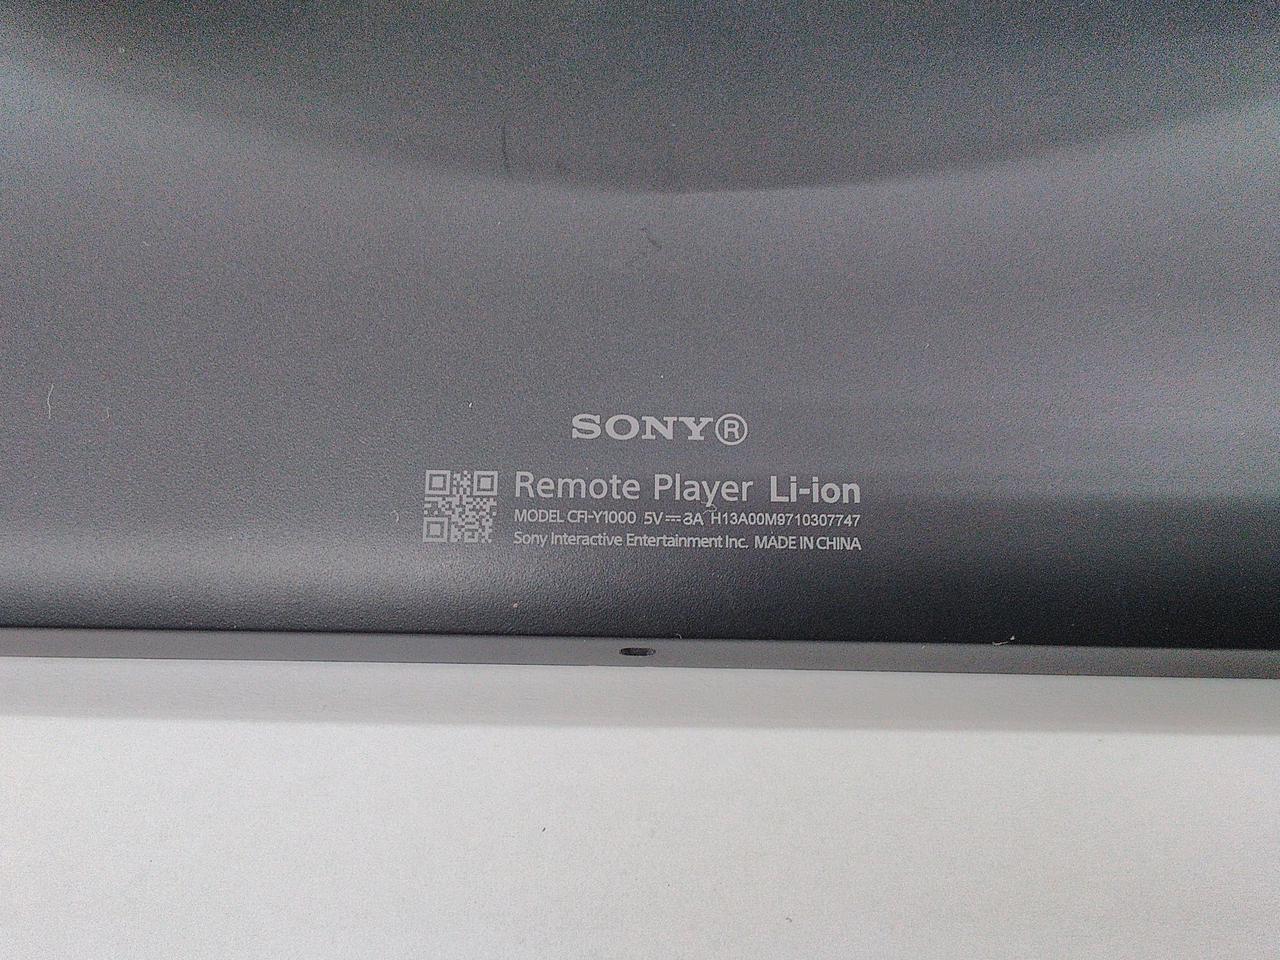 SONY®
Remote Player Li-ion
MODEL CFI-Y1000 5V⎓3A H13A00M9710307747
Sony Interactive Entertainment Inc. MADE IN CHINA